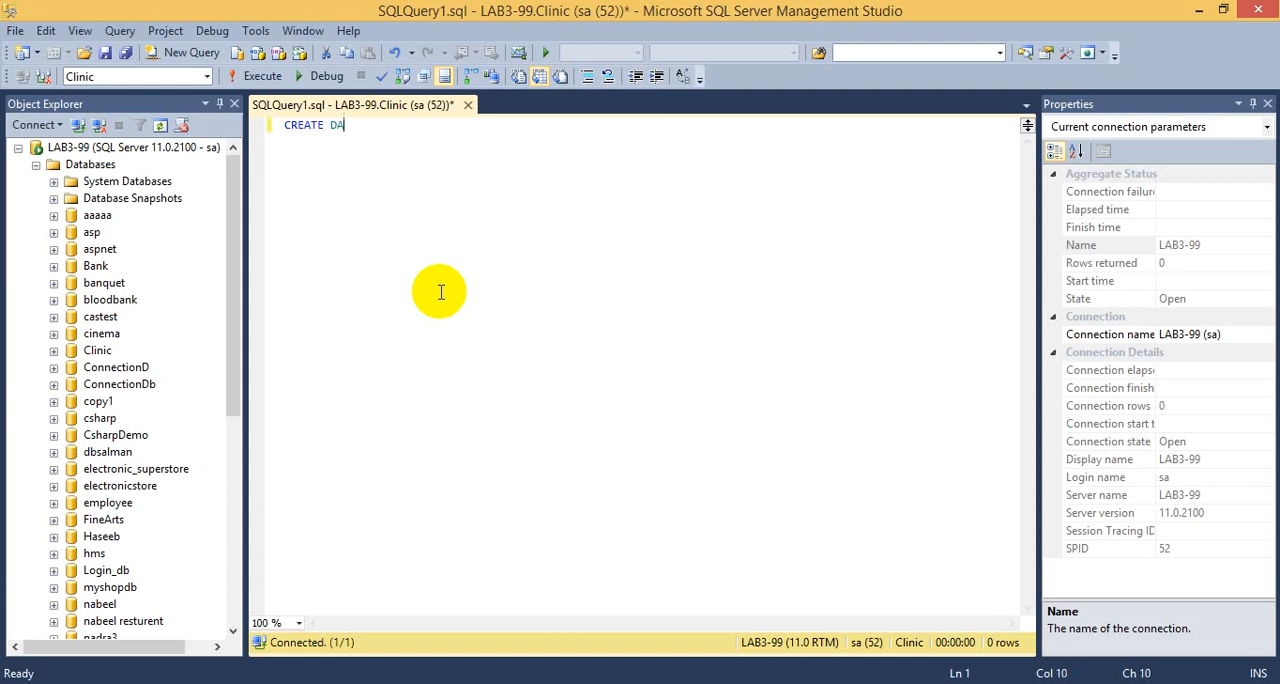 SQLQuery1.sql - LAB3-99.Clinic (sa (52))* - Microsoft SQL Server Management Studio
File Edit View Query Project Debug Tools Window Help
New Query
Clinic Execute Debug
Object Explorer
Connect
LAB3-99 (SQL Server 11.0.2100 - sa)
Databases
System Databases
Database Snapshots
aaaaa
asp
aspnet
Bank
banquet
bloodbank
castest
cinema
Clinic
ConnectionD
ConnectionDb
copy1
csharp
CsharpDemo
dbsalman
electronic_superstore
electronicstore
employee
FineArts
Haseeb
hms
Login_db
myshopdb
nabeel
nabeel resturent
nadra3
SQLQuery1.sql - LAB3-99.Clinic (sa (52))*
CREATE DA
100 %
Connected. (1/1) LAB3-99 (11.0 RTM) sa (52) Clinic 00:00:00 0 rows
Properties
Current connection parameters
Aggregate Status
Connection failure
Elapsed time
Finish time
Name LAB3-99
Rows returned 0
Start time
State Open
Connection
Connection name LAB3-99 (sa)
Connection Details
Connection elapse
Connection finish
Connection rows 0
Connection start t
Connection state Open
Display name LAB3-99
Login name sa
Server name LAB3-99
Server version 11.0.2100
Session Tracing ID
SPID 52
Name
The name of the connection.
Ready Ln 1 Col 10 Ch 10 INS